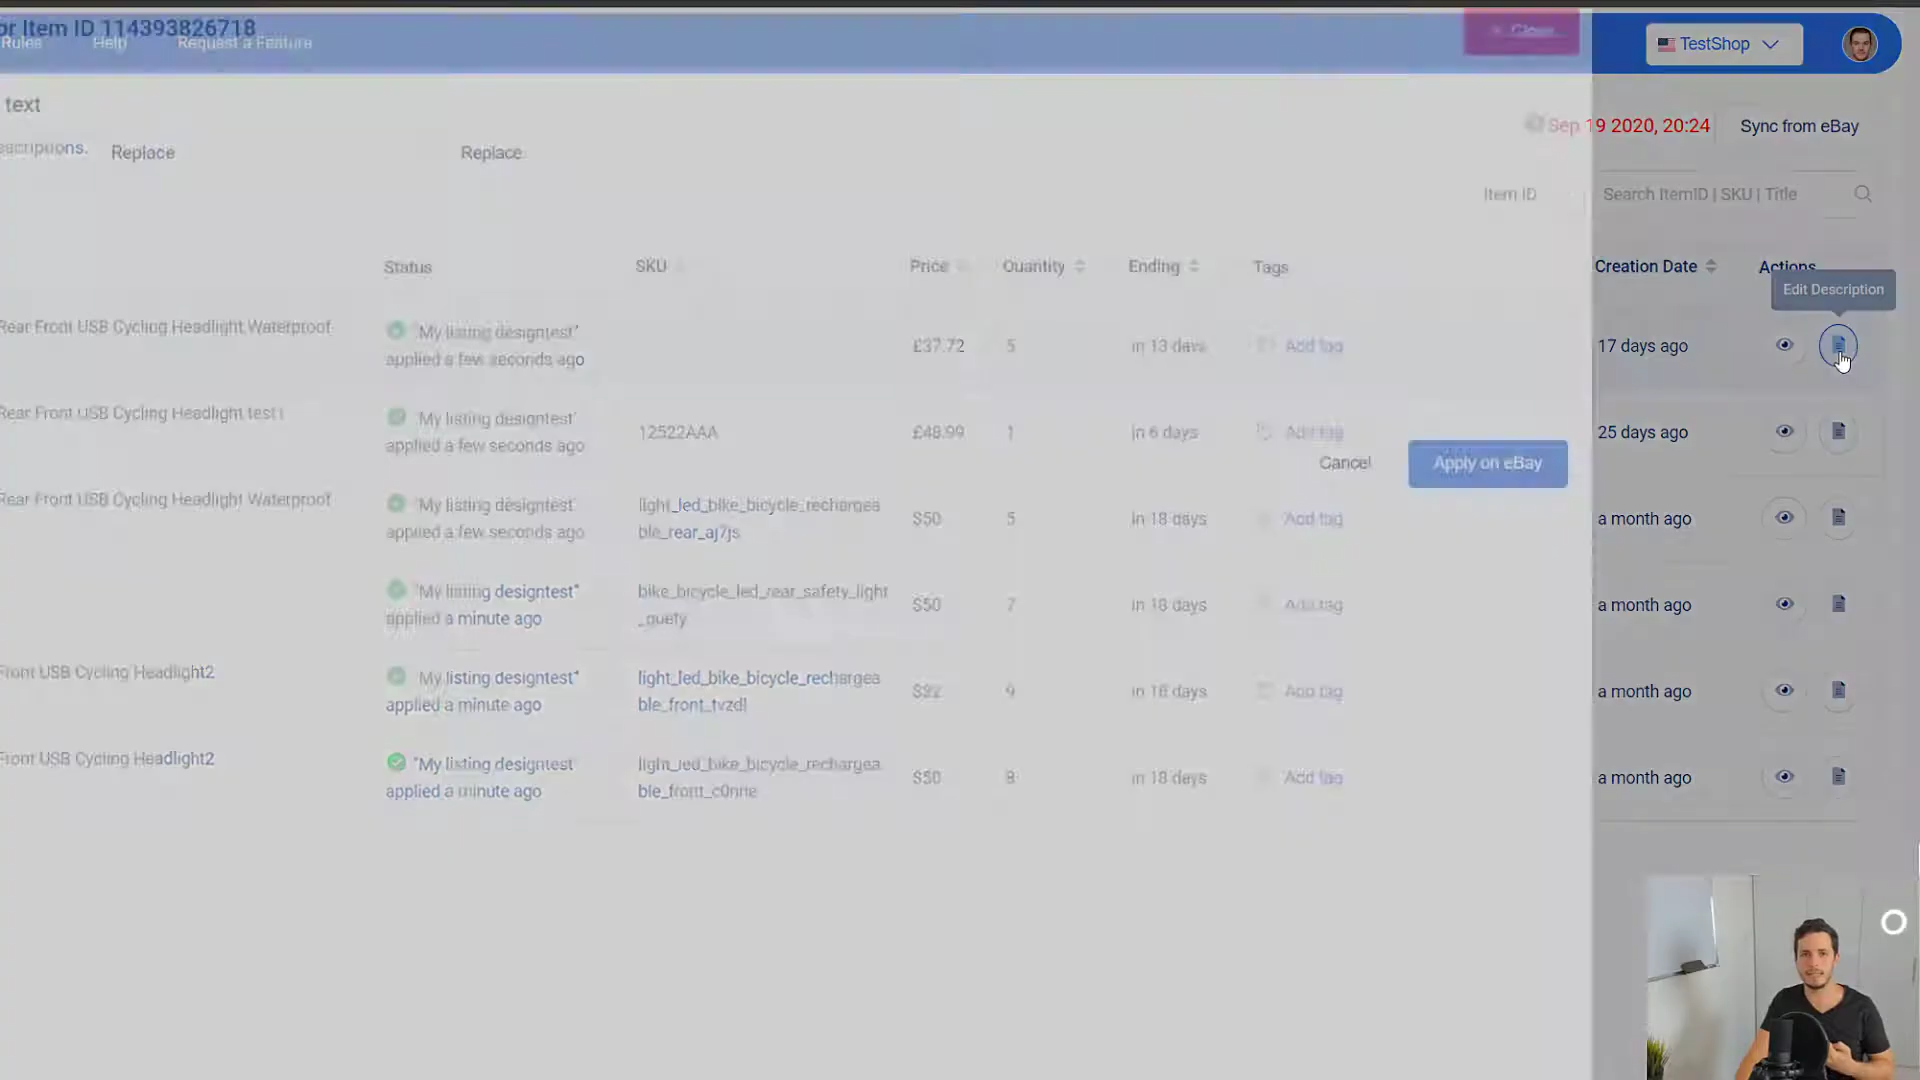 or Item ID 114393826718
Close
Rules Help Request a Feature
TestShop
text
Sep 19 2020, 20:24 Sync from eBay
escriptions. Replace Replace
Item ID Search ItemID | SKU | Title
Status SKU Price Quantity Ending Tags Creation Date Actions
Edit Description
Rear Front USB Cycling Headlight Waterproof
"My listing designtest"
applied a few seconds ago
£37.72 5 in 13 days Add tag 17 days ago
Rear Front USB Cycling Headlight test1
"My listing designtest"
applied a few seconds ago
12522AAA £48.99 1 in 6 days Add tag 25 days ago
Cancel Apply on eBay
Rear Front USB Cycling Headlight Waterproof
"My listing designtest"
applied a few seconds ago
light_led_bike_bicycle_rechargea
ble_rear_aj7js
$50 5 in 18 days Add tag a month ago
"My listing designtest"
applied a minute ago
bike_bicycle_led_rear_safety_light
$50 7 in 18 days Add tag a month ago
Front USB Cycling Headlight2
"My listing designtest"
applied a minute ago
light_led_bike_bicycle_rechargea
ble_front_tvzdl
9 in 18 days Add tag a month ago
Front USB Cycling Headlight2
"My listing designtest"
applied a minute ago
light_led_bike_bicycle_rechargea
ble_front_c0nne
$50 8 in 18 days Add tag a month ago